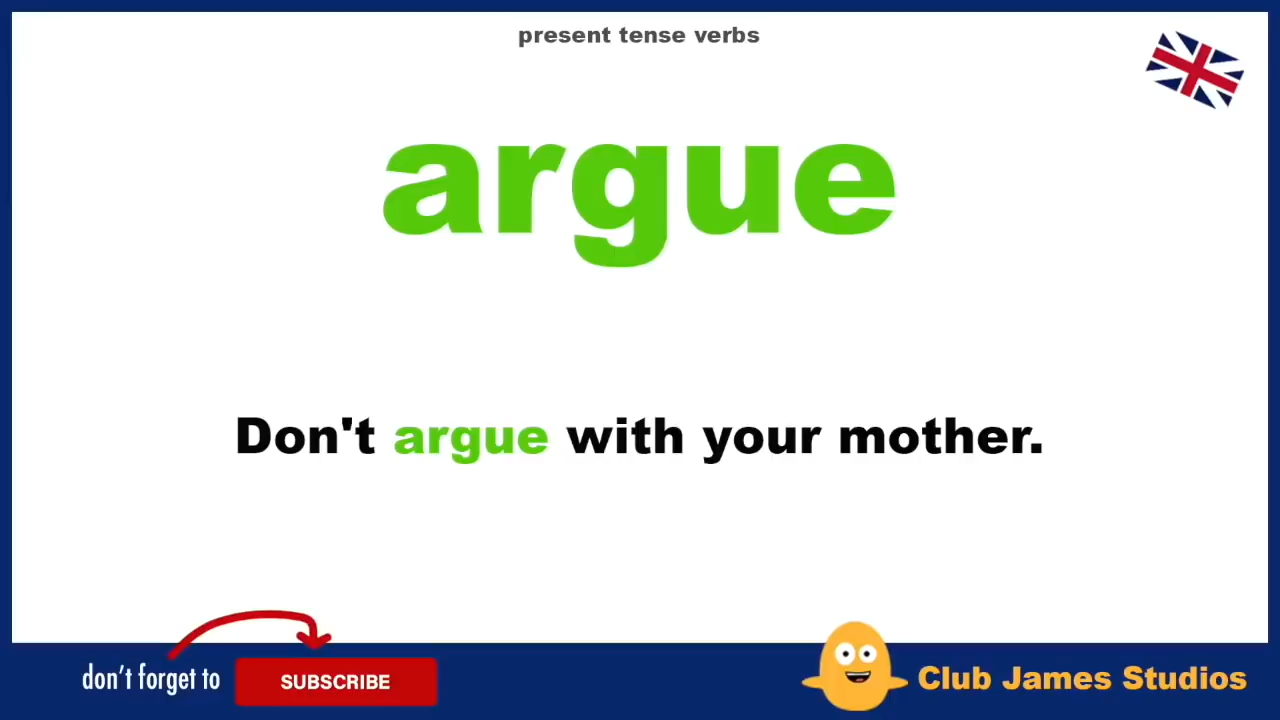 present tense verbs
argue
Don't argue with your mother.
don't forget to SUBSCRIBE
Club James Studios